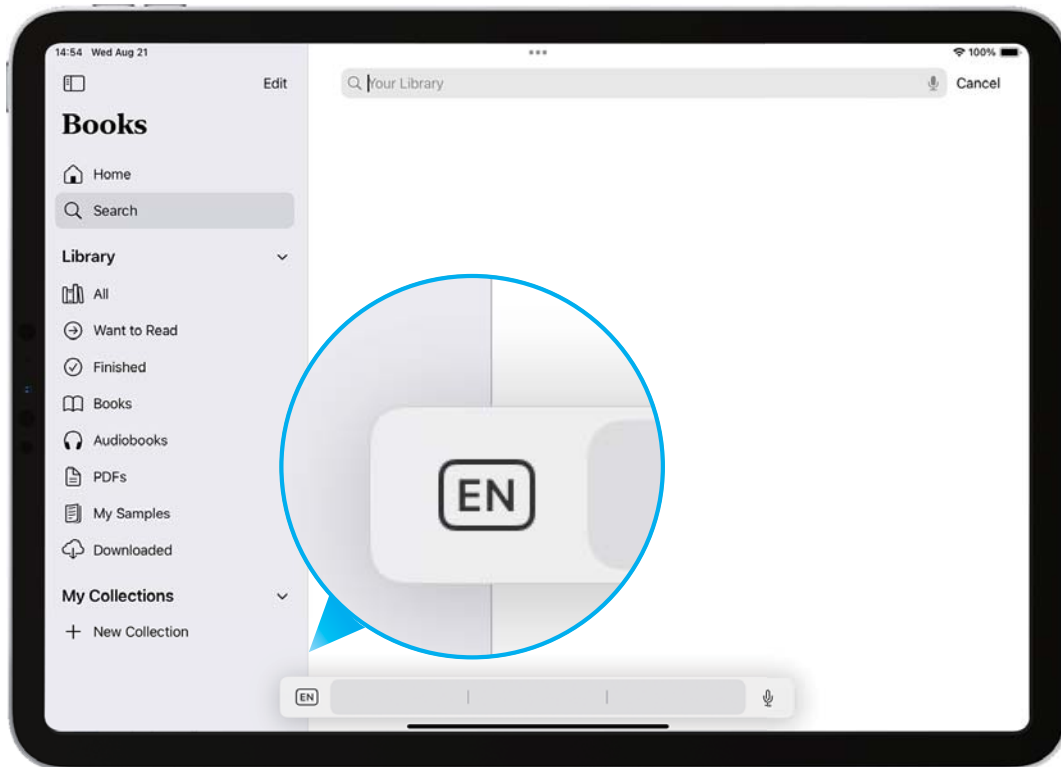 14:54 Wed Aug 21
100%
Edit
Your Library
Cancel
Books
Home
Search
Library
All
Want to Read
Finished
Books
Audiobooks
PDFs
My Samples
Downloaded
My Collections
New Collection
EN
EN